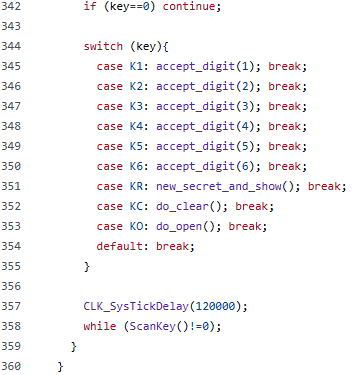 342 if (key==0) continue;
343
344 switch (key){
345 case K1: accept_digit(1); break;
346 case K2: accept_digit(2); break;
347 case K3: accept_digit(3); break;
348 case K4: accept_digit(4); break;
349 case K5: accept_digit(5); break;
350 case K6: accept_digit(6); break;
351 case KR: new_secret_and_show(); break;
352 case KC: do_clear(); break;
353 case KO: do_open(); break;
354 default: break;
355 }
356
357 CLK_SysTickDelay(120000);
358 while (ScanKey()!=0);
359 }
360 }